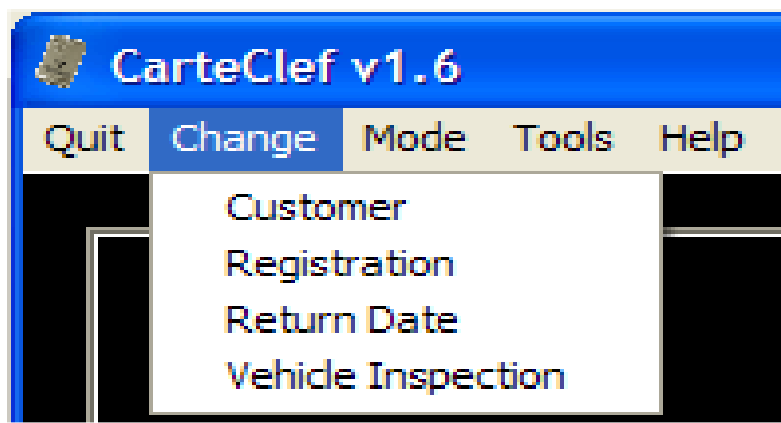 CarteClef v1.6
Quit Change Mode Tools Help
Customer
Registration
Return Date
Vehicle Inspection